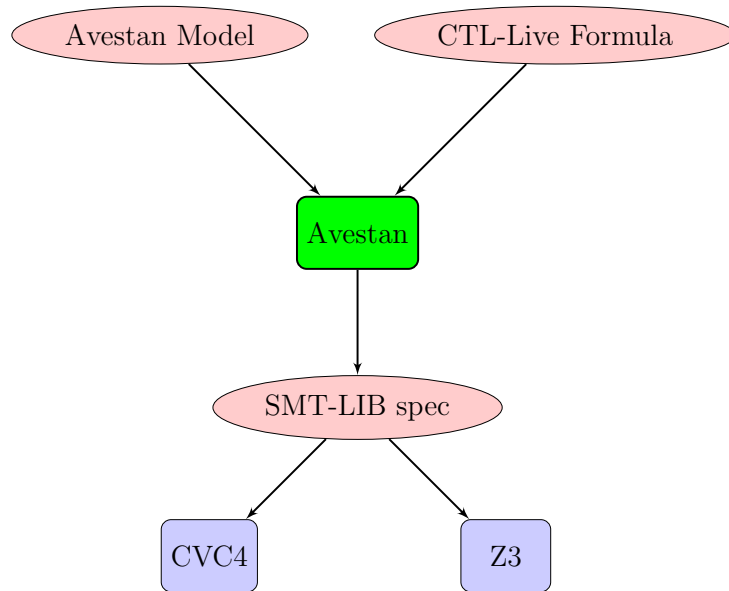 Avestan Model
CTL-Live Formula
Avestan
SMT-LIB spec
CVC4
Z3